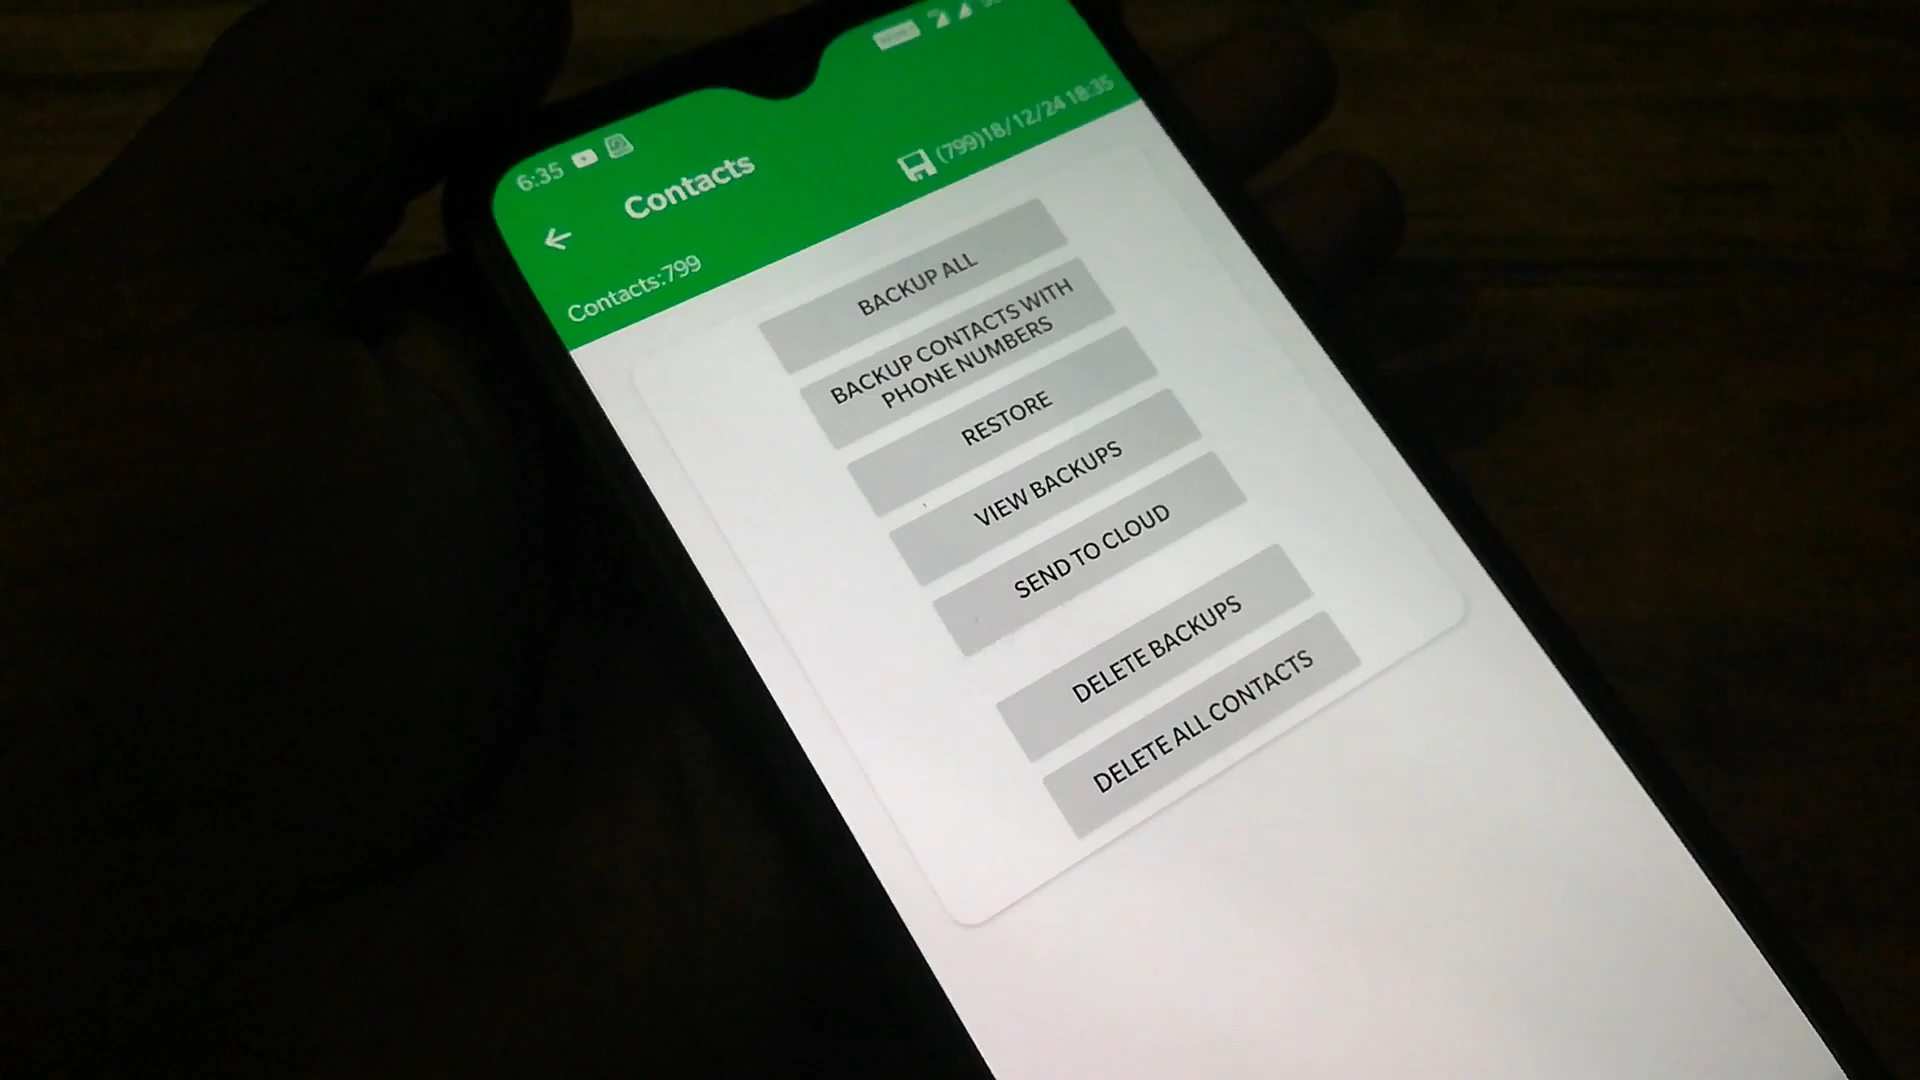 6:35
Contacts
(799)18/12/24 18:35
Contacts:799
BACKUP ALL
BACKUP CONTACTS WITH
PHONE NUMBERS
RESTORE
VIEW BACKUPS
SEND TO CLOUD
DELETE BACKUPS
DELETE ALL CONTACTS